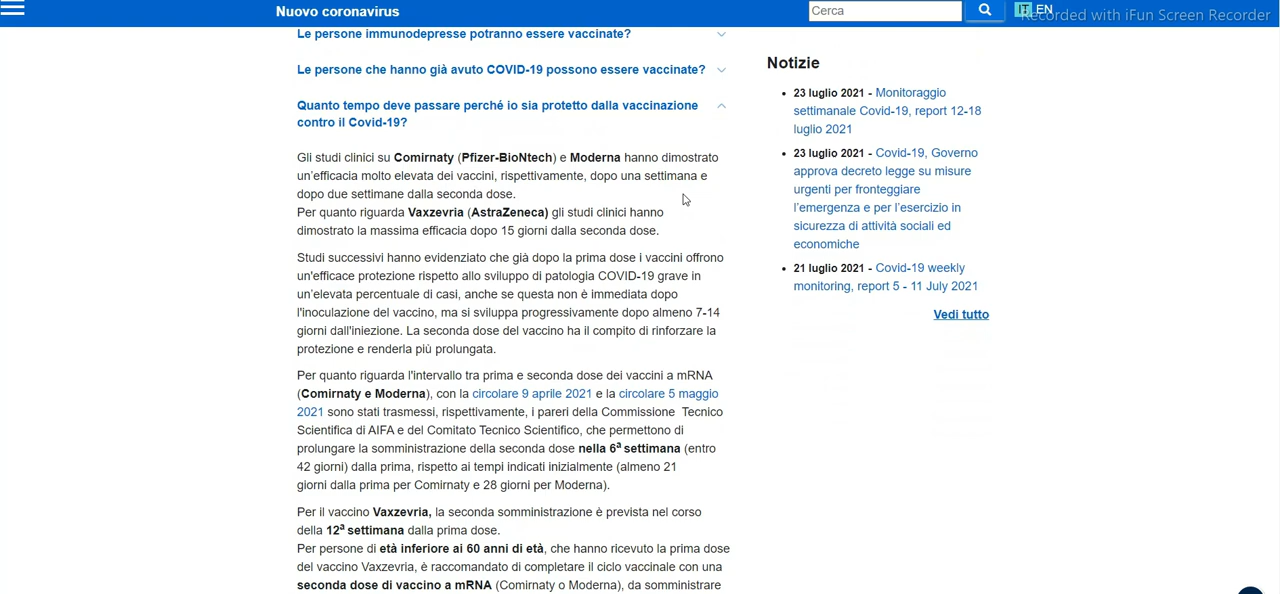 Nuovo coronavirus
Cerca
IT EN
Recorded with iFun Screen Recorder
Le persone immunodepresse potranno essere vaccinate?
Le persone che hanno già avuto COVID-19 possono essere vaccinate?
Quanto tempo deve passare perché io sia protetto dalla vaccinazione
contro il Covid-19?
Gli studi clinici su Comirnaty (Pfizer-BioNtech) e Moderna hanno dimostrato
un'efficacia molto elevata dei vaccini, rispettivamente, dopo una settimana e
dopo due settimane dalla seconda dose.
Per quanto riguarda Vaxzevria (AstraZeneca) gli studi clinici hanno
dimostrato la massima efficacia dopo 15 giorni dalla seconda dose.
Studi successivi hanno evidenziato che già dopo la prima dose i vaccini offrono
un'efficace protezione rispetto allo sviluppo di patologia COVID-19 grave in
un'elevata percentuale di casi, anche se questa non è immediata dopo
l'inoculazione del vaccino, ma si sviluppa progressivamente dopo almeno 7-14
giorni dall'iniezione. La seconda dose del vaccino ha il compito di rinforzare la
protezione e renderla più prolungata.
Per quanto riguarda l'intervallo tra prima e seconda dose dei vaccini a mRNA
(Comirnaty e Moderna), con la circolare 9 aprile 2021 e la circolare 5 maggio
2021 sono stati trasmessi, rispettivamente, i pareri della Commissione Tecnico
Scientifica di AIFA e del Comitato Tecnico Scientifico, che permettono di
prolungare la somministrazione della seconda dose nella 6ª settimana (entro
42 giorni) dalla prima, rispetto ai tempi indicati inizialmente (almeno 21
giorni dalla prima per Comirnaty e 28 giorni per Moderna).
Per il vaccino Vaxzevria, la seconda somministrazione è prevista nel corso
della 12ª settimana dalla prima dose.
Per persone di età inferiore ai 60 anni di età, che hanno ricevuto la prima dose
del vaccino Vaxzevria, è raccomandato di completare il ciclo vaccinale con una
seconda dose di vaccino a mRNA (Comirnaty o Moderna), da somministrare
Notizie
23 luglio 2021 - Monitoraggio
settimanale Covid-19, report 12-18
luglio 2021
23 luglio 2021 - Covid-19, Governo
approva decreto legge su misure
urgenti per fronteggiare
l'emergenza e per l'esercizio in
sicurezza di attività sociali ed
economiche
21 luglio 2021 - Covid-19 weekly
monitoring, report 5 - 11 July 2021
Vedi tutto